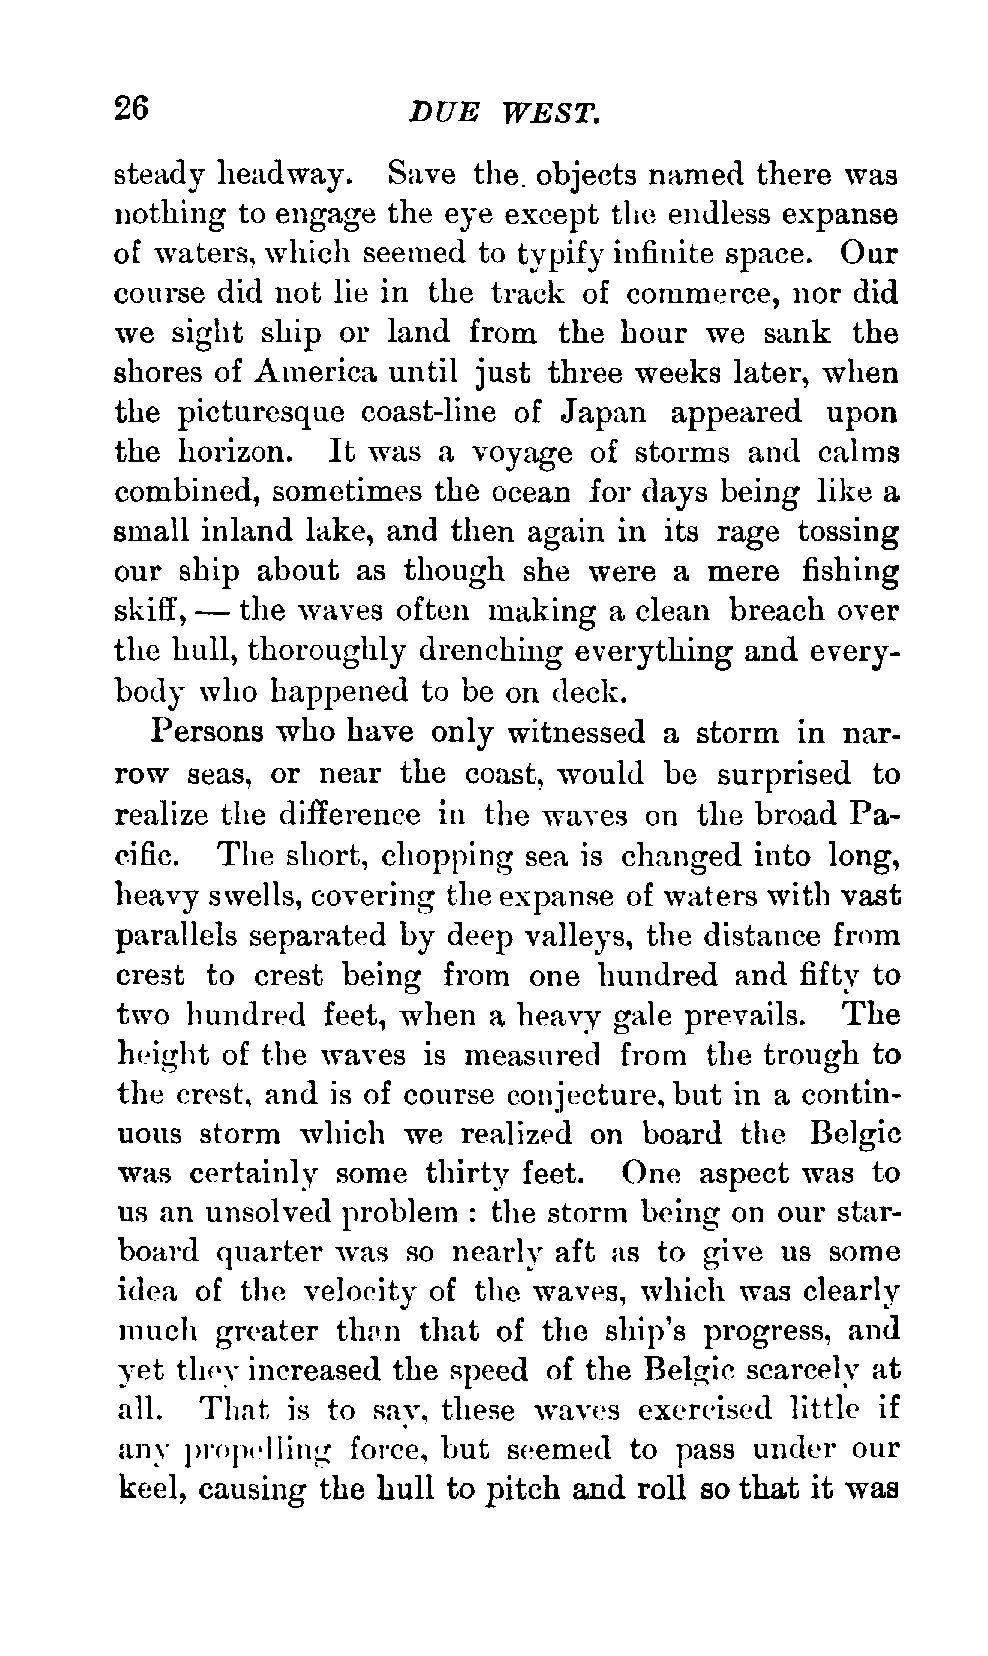 26 DUE WEST.
steady headway. Save the. objects named there was
nothing to engage the eye except the endless expanse
of waters, which seemed to typify infinite space. Our
course did not lie in the track of commerce, nor did
we sight ship or land from the hour we sank the
shores of America until just three weeks later, when
the picturesque coast-line of Japan appeared upon
the horizon. It was a voyage of storms and calms
combined, sometimes the ocean for days being like a
small inland lake, and then again in its rage tossing
our ship about as though she were a mere fishing
skiff, — the waves often making a clean breach over
the hull, thoroughly drenching everything and every-
body who happened to be on deck.
Persons who have only witnessed a storm in nar-
row seas, or near the coast, would be surprised to
realize the difference in the waves on the broad Pa-
cific. The short, chopping sea is changed into long,
heavy swells, covering the expanse of waters with vast
parallels separated by deep valleys, the distance from
crest to crest being from one hundred and fifty to
two hundred feet, when a heavy gale prevails. The
height of the waves is measured from the trough to
the crest, and is of course conjecture, but in a contin-
uous storm which we realized on board the Belgic
was certainly some thirty feet. One aspect was to
us an unsolved problem : the storm being on our star-
board quarter was so nearly aft as to give us some
idea of the velocity of the waves, which was clearly
much greater than that of the ship's progress, and
yet they increased the speed of the Belgic scarcely at
all. That is to say, these waves exercised little if
any propelling force, but seemed to pass under our
keel, causing the hull to pitch and roll so that it was